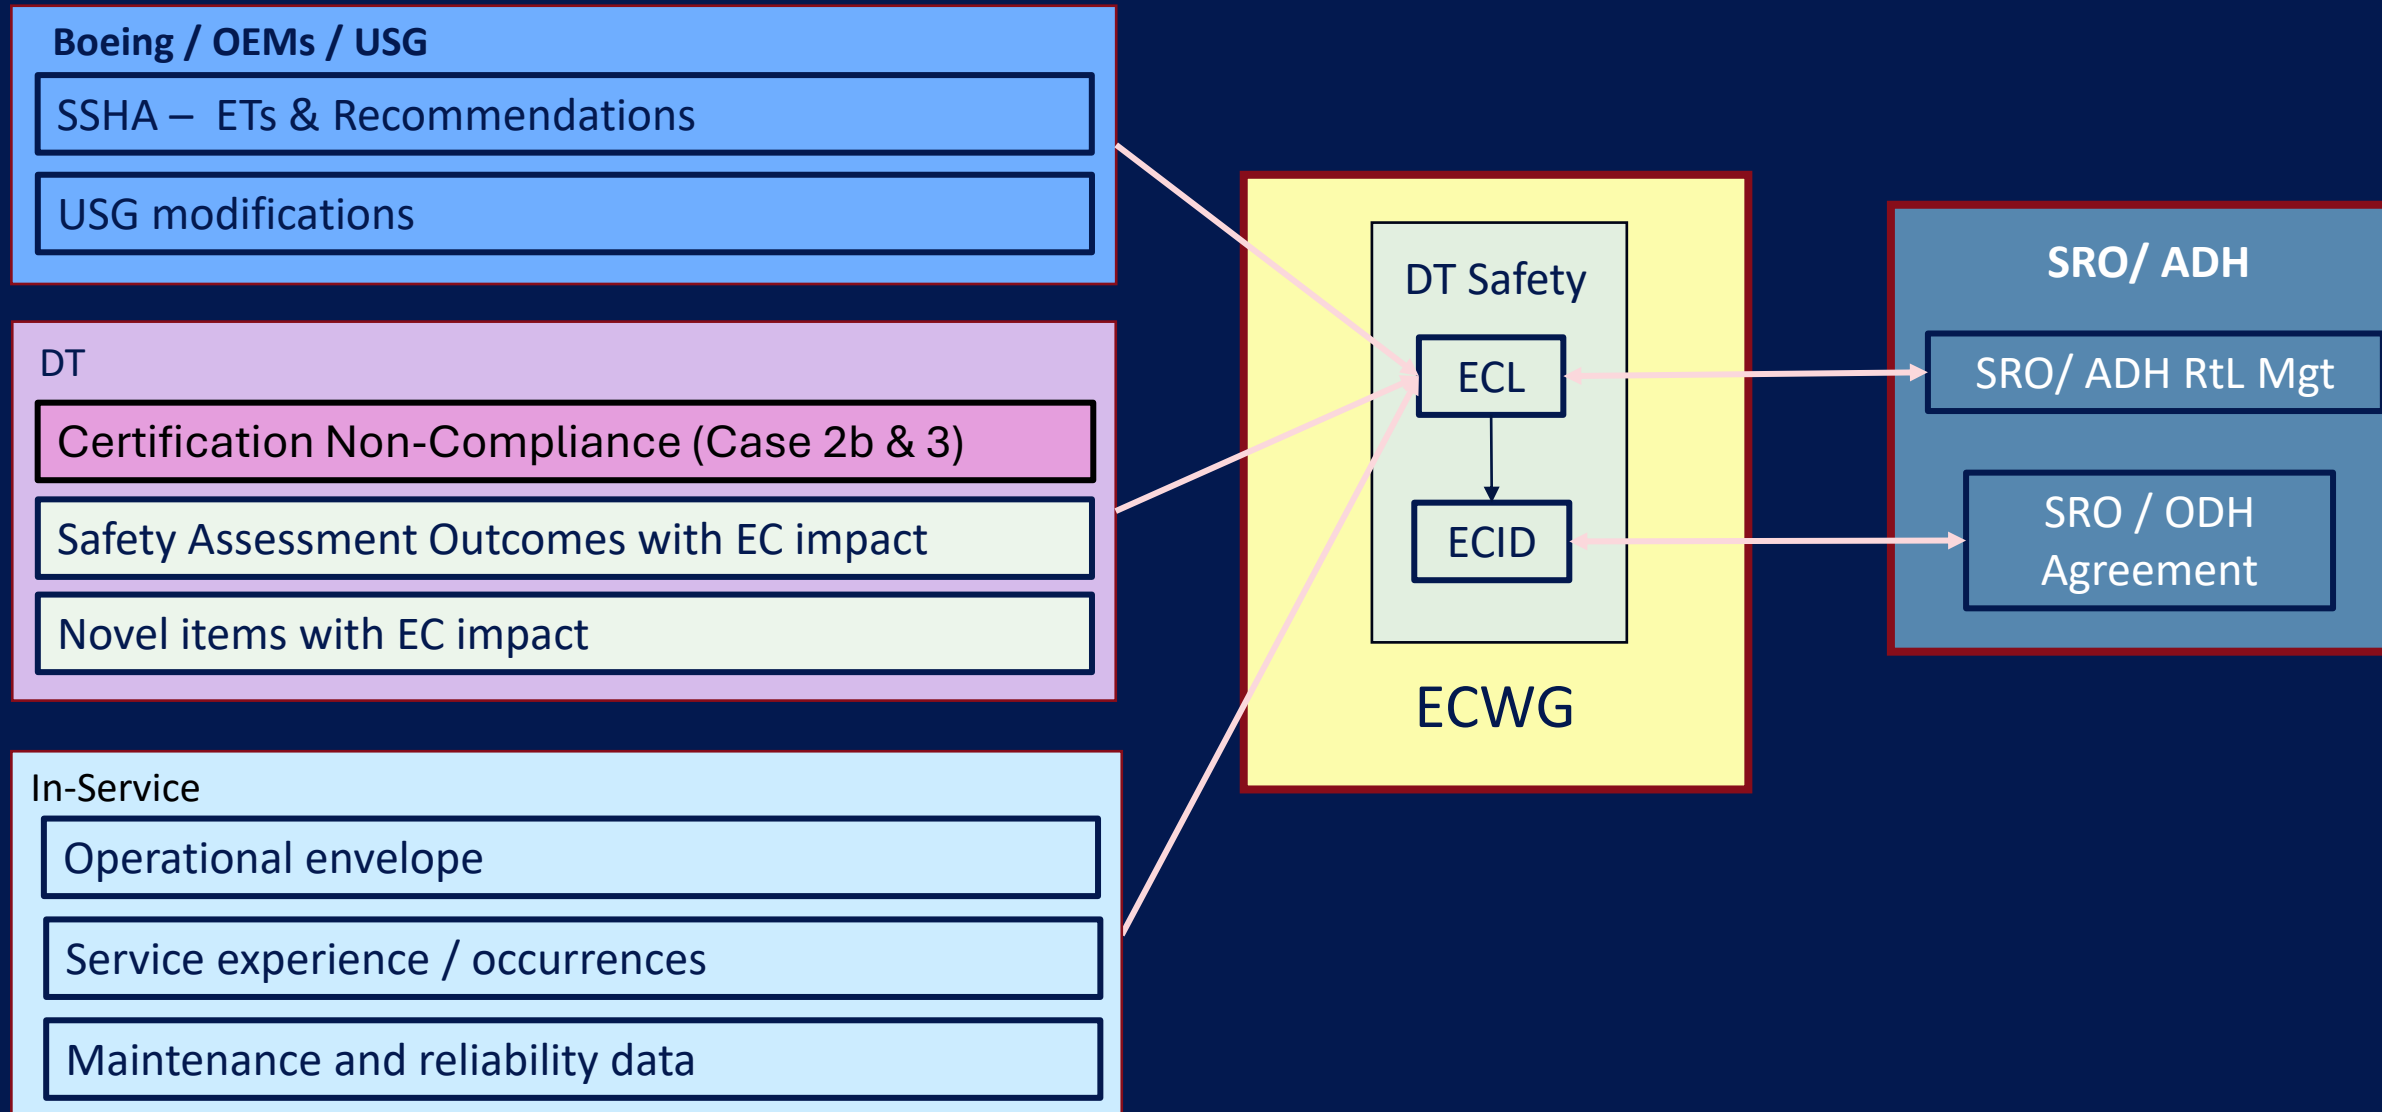 Boeing / OEMs / USG
SSHA – ETs & Recommendations
USG modifications
DT
Certification Non-Compliance (Case 2b & 3)
Safety Assessment Outcomes with EC impact
Novel items with EC impact
In-Service
Operational envelope
Service experience / occurrences
Maintenance and reliability data
DT Safety
ECL
ECID
ECWG
SRO/ ADH
SRO/ ADH RtL Mgt
SRO / ODH
Agreement